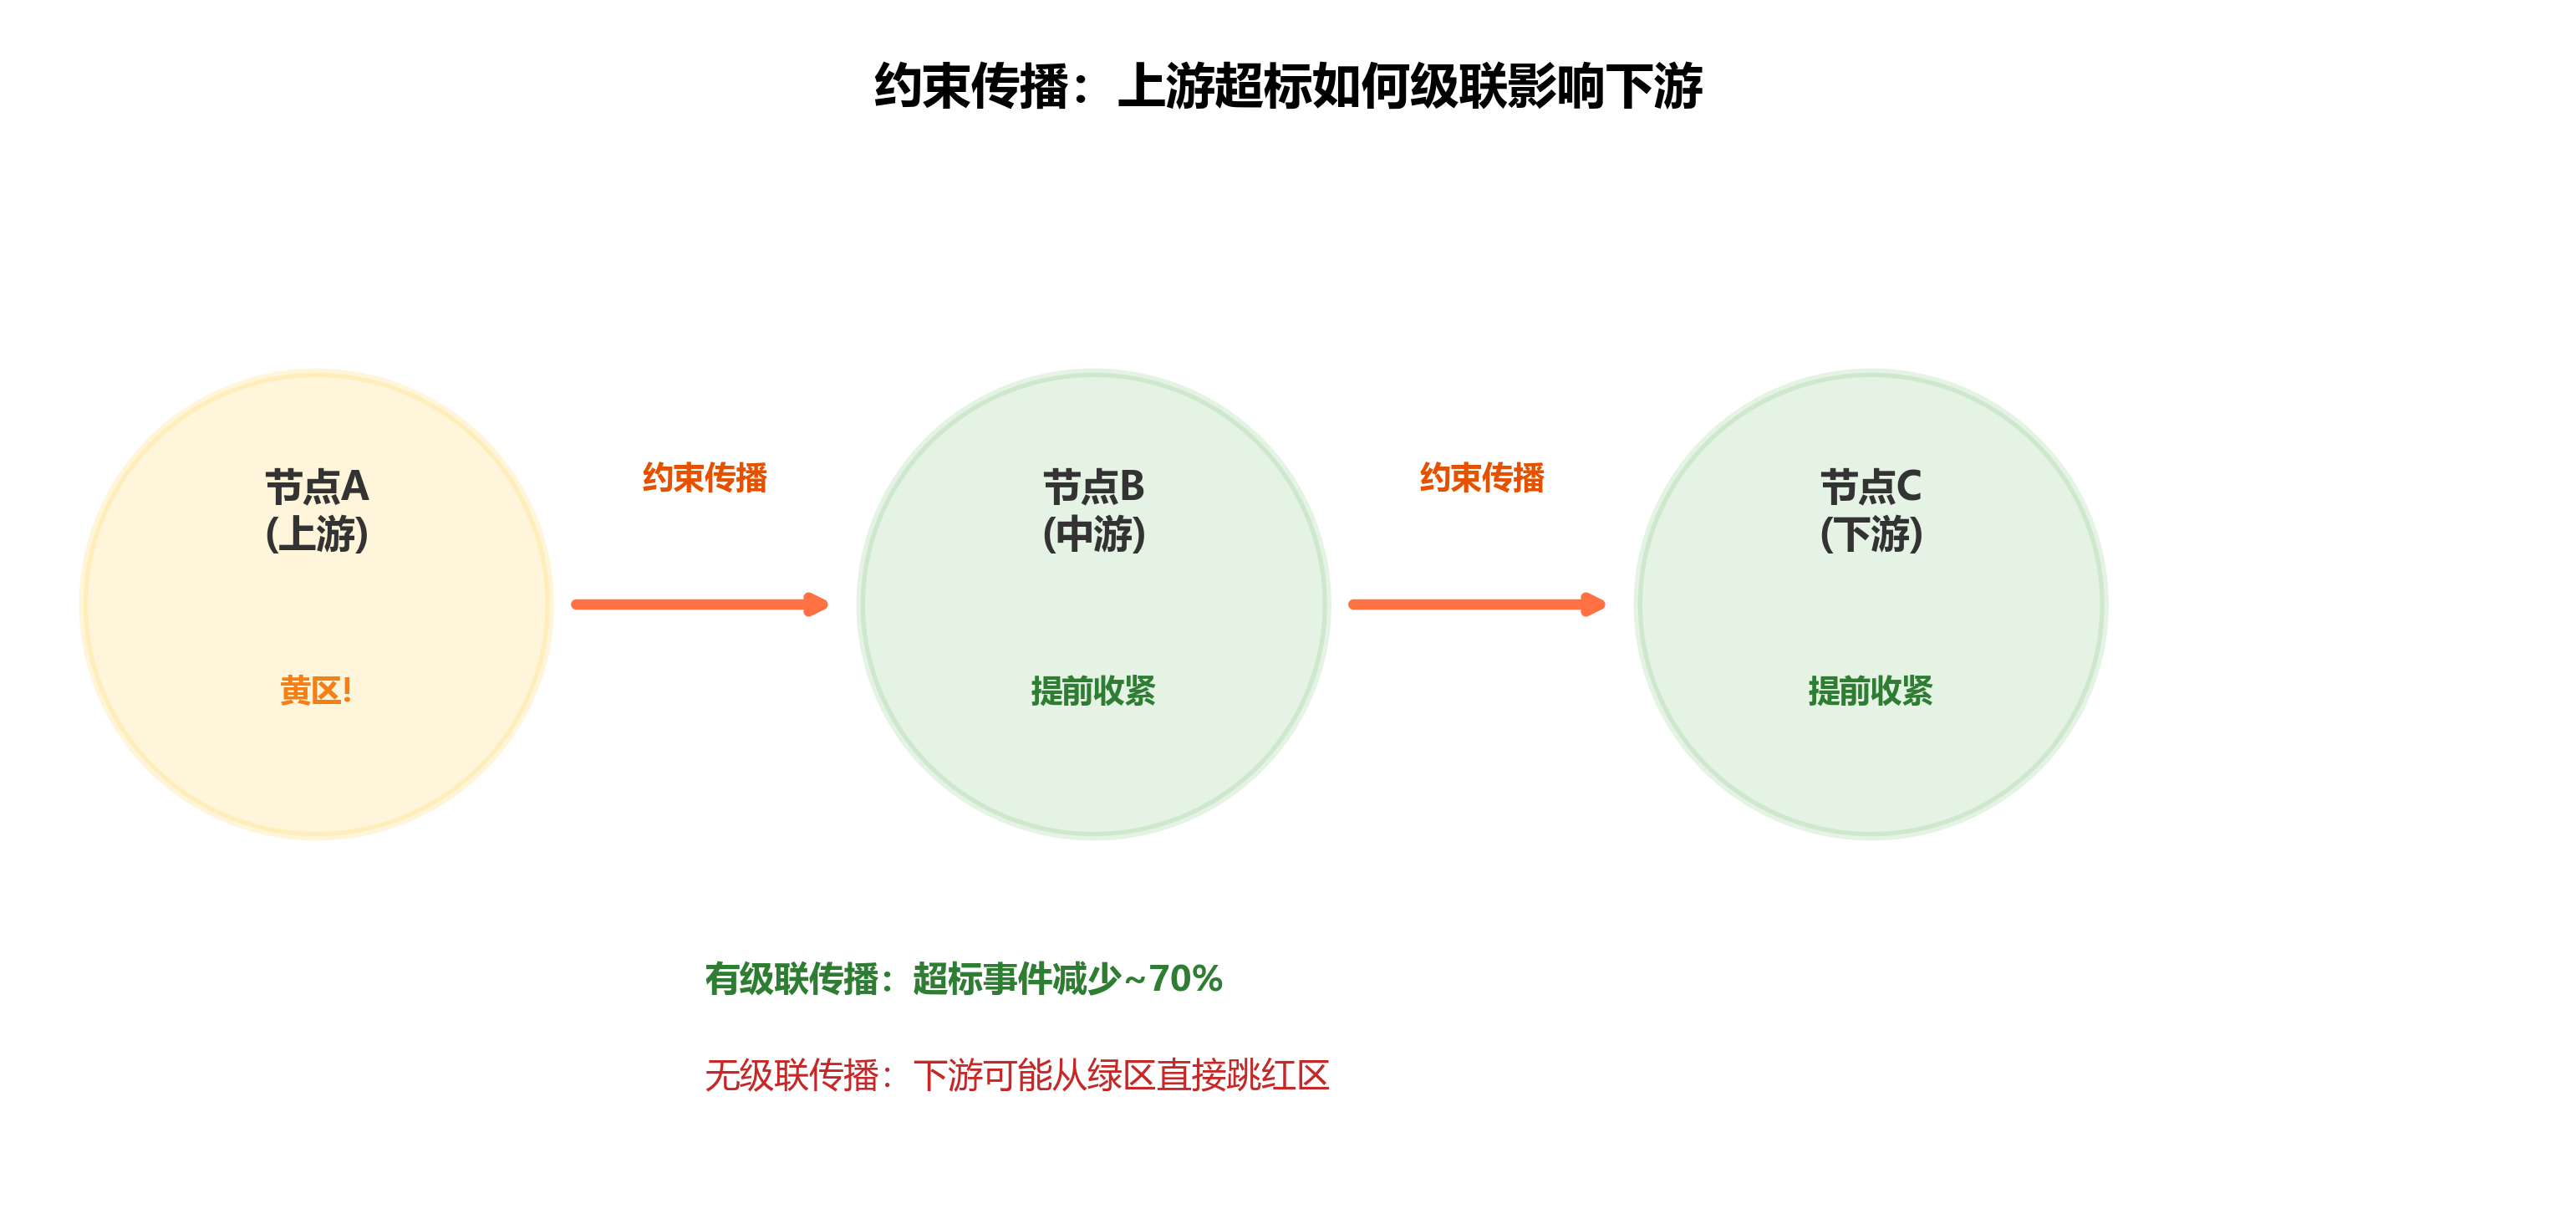 约束传播：上游超标如何级联影响下游
节点A
(上游)
黄区!
约束传播
节点B
(中游)
提前收紧
约束传播
节点C
(下游)
提前收紧
有级联传播：超标事件减少~70%
无级联传播：下游可能从绿区直接跳红区